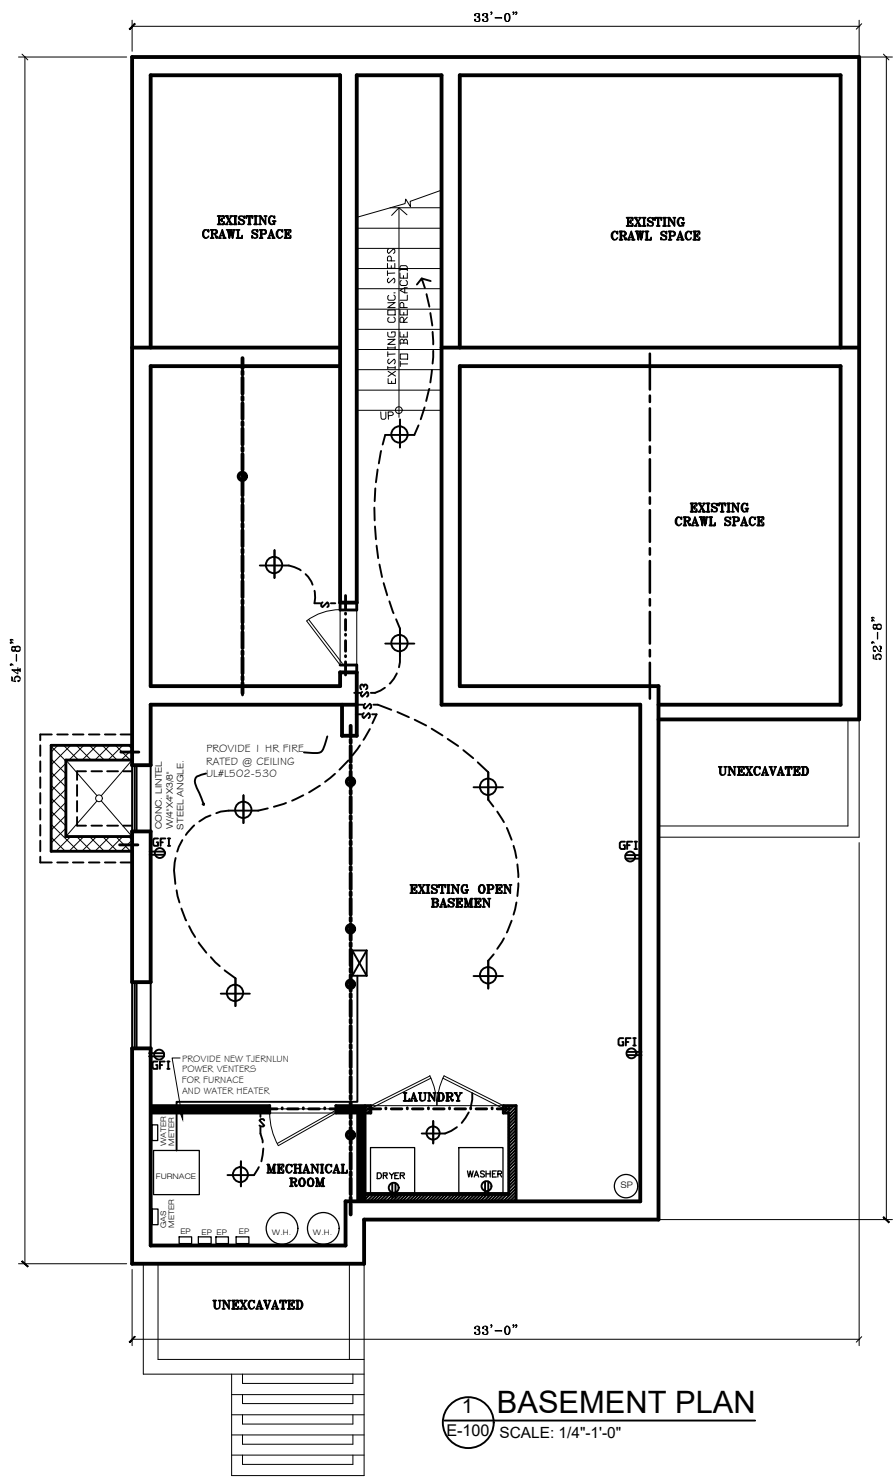 33'-0"
EXISTING
CRAWL SPACE
EXISTING
CRAWL SPACE
EXISTING CONC. STEPS
TO BE REPLACED
UP
EXISTING
CRAWL SPACE
54'-8"
52'-8"
S
S3
S
S7
PROVIDE 1 HR FIRE
RATED @ CEILING
UL#L502-530
CONC. LINTEL
W/4"X4"X3/8"
STEEL ANGLE.
UNEXCAVATED
GFI
GFI
EXISTING OPEN
BASEMEN
GFI
GFI
PROVIDE NEW TJERNLUN
POWER VENTERS
FOR FURNACE
AND WATER HEATER
LAUNDRY
S
WATER
METER
FURNACE
MECHANICAL
ROOM
DRYER
WASHER
SP
GAS
METER
EP
EP
EP
EP
W.H.
W.H.
UNEXCAVATED
33'-0"
1
E-100
BASEMENT PLAN
SCALE: 1/4"-1'-0"